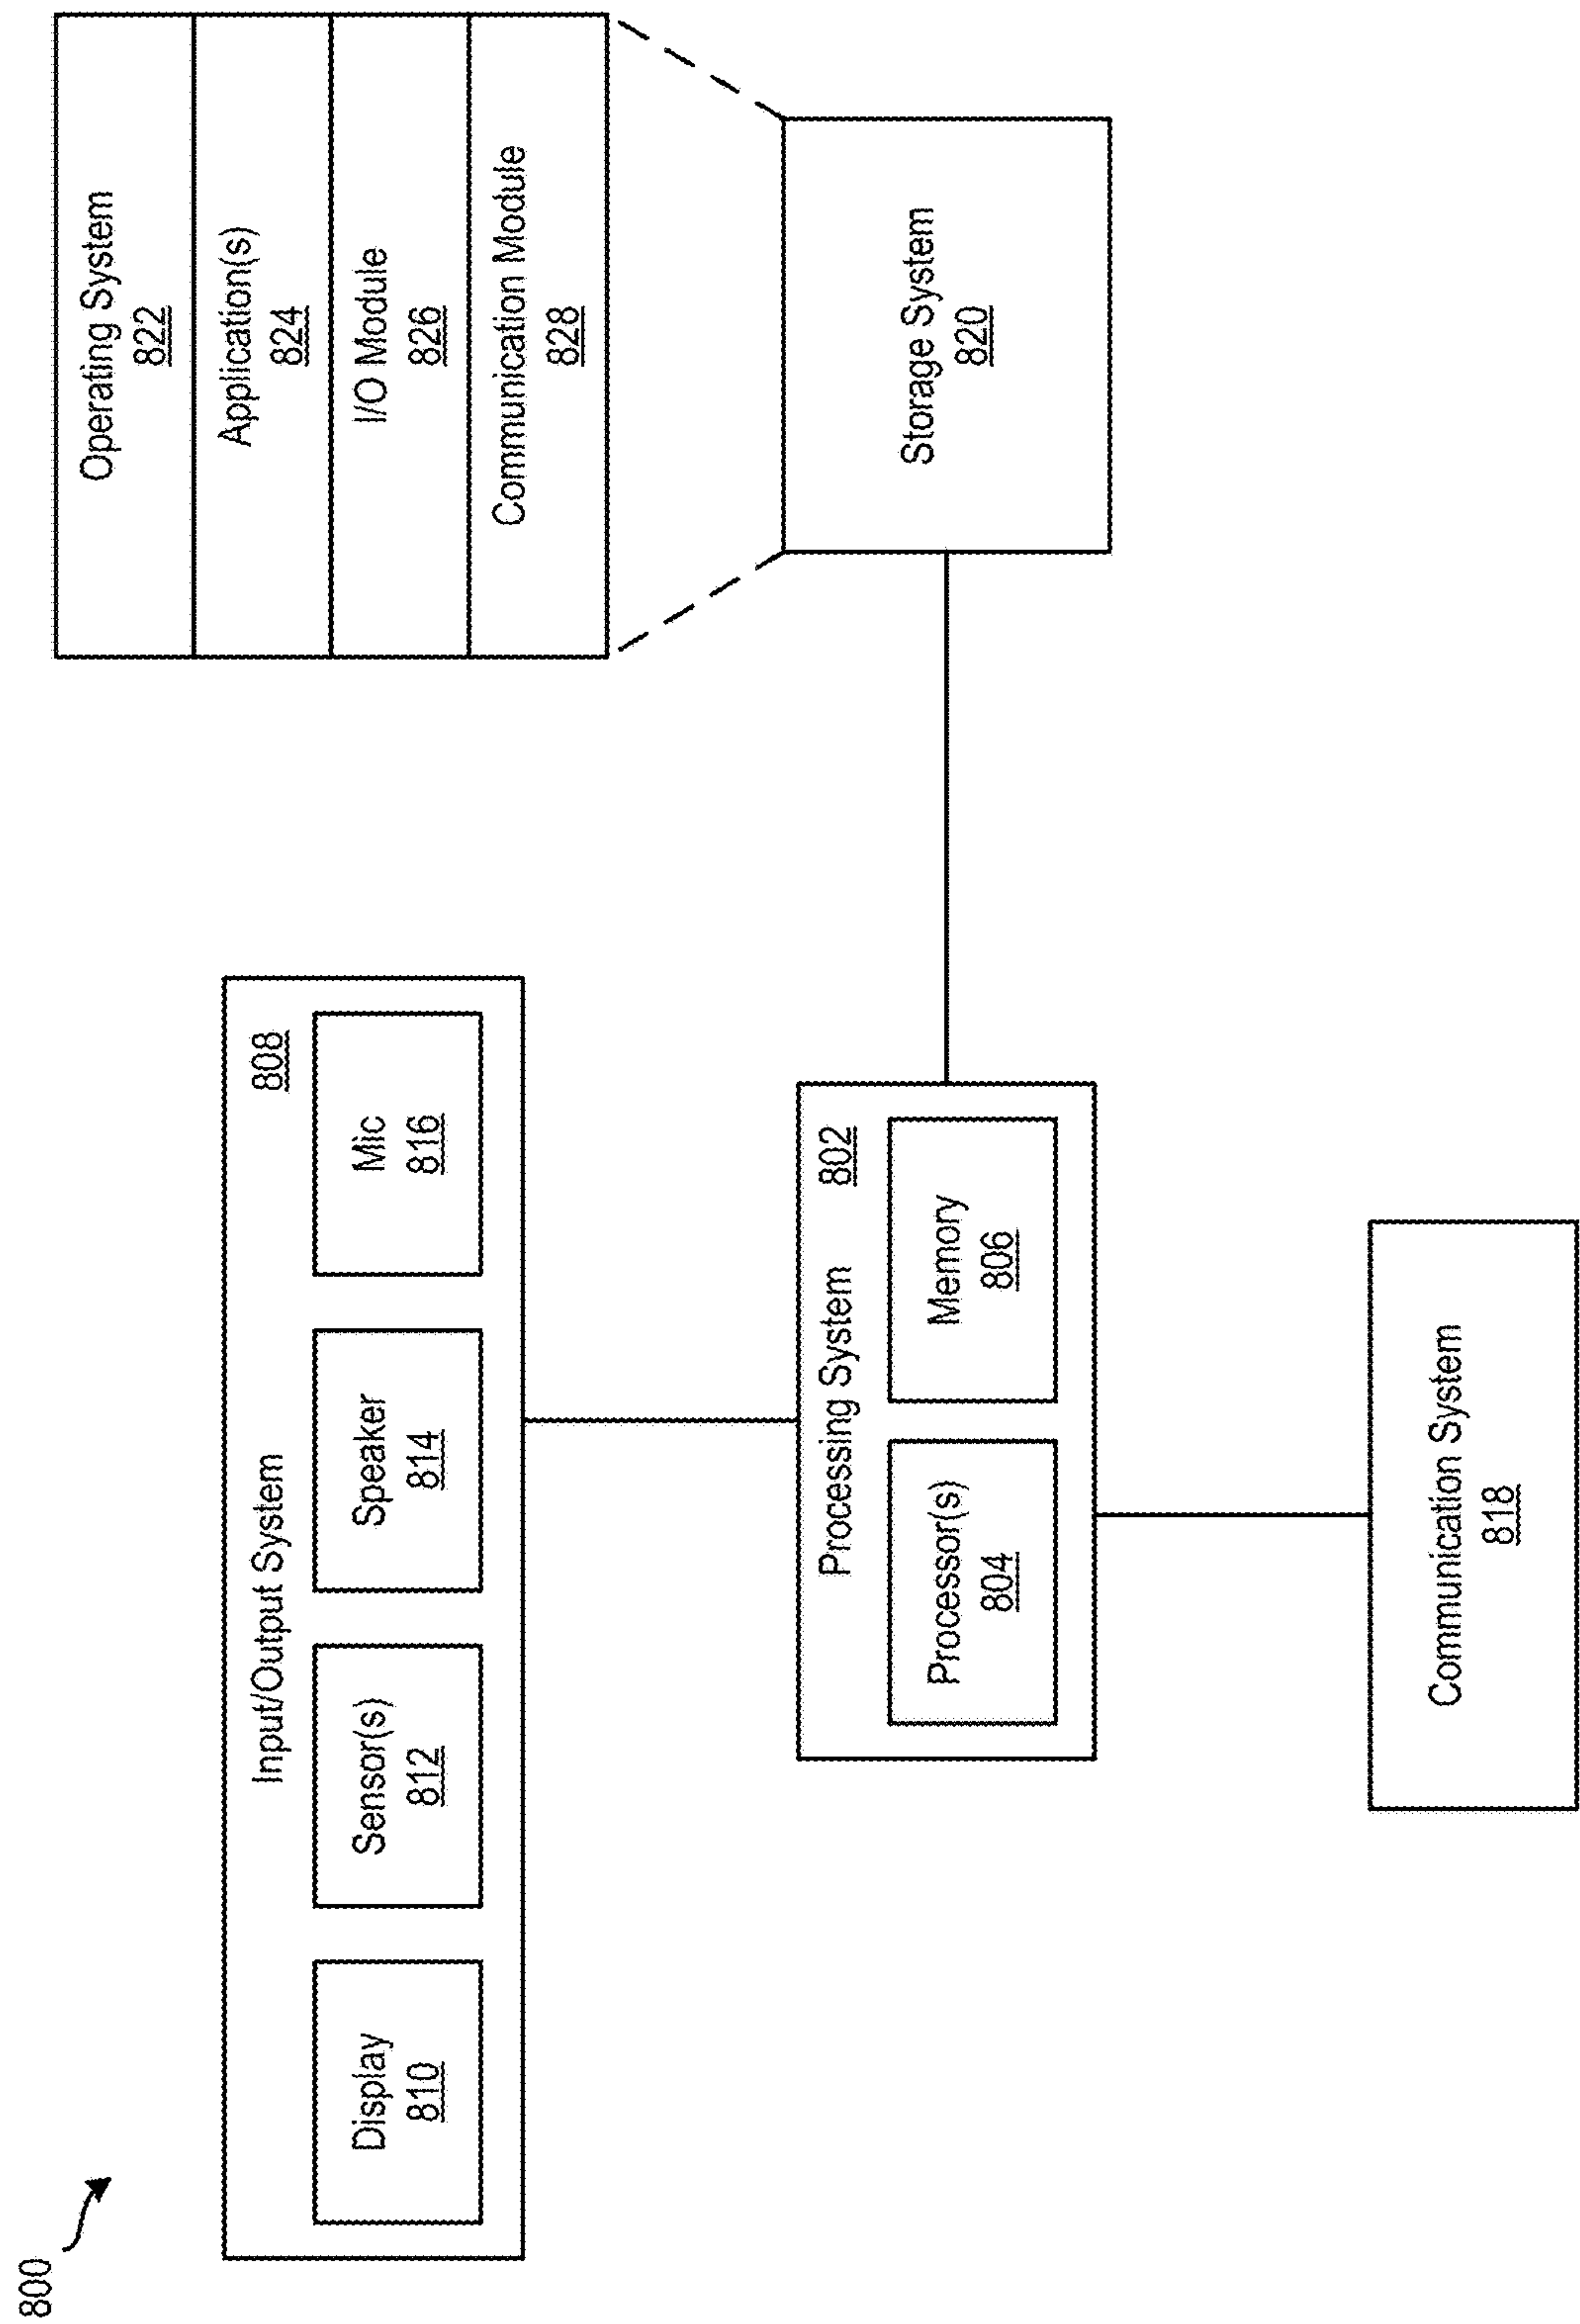 800
Input/Output System
808
Display
810
Sensor(s)
812
Speaker
814
Mic
816
Processing System
802
Processor(s)
804
Memory
806
Communication System
818
Operating System
822
Application(s)
824
I/O Module
826
Communication Module
828
Storage System
820